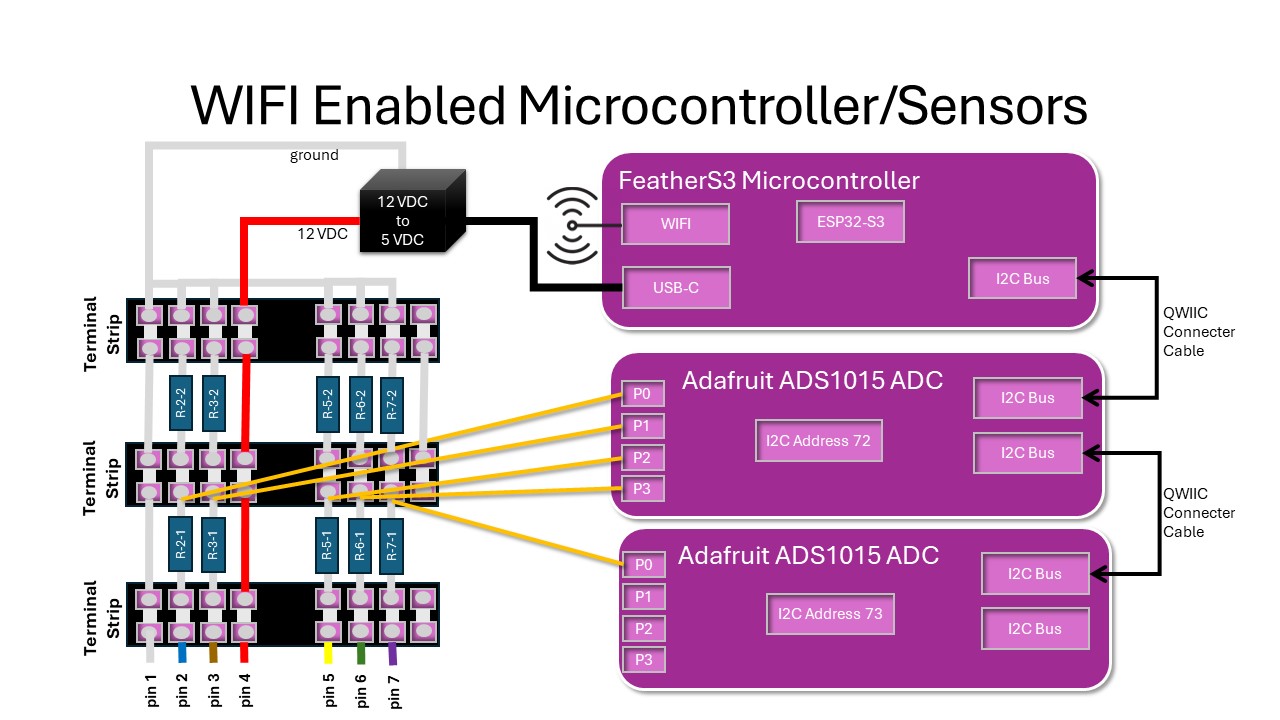 WIFI Enabled Microcontroller/Sensors
ground
12 VDC
to
5 VDC
12 VDC
FeatherS3 Microcontroller
WIFI
ESP32-S3
USB-C
I2C Bus
QWIIC
Connecter
Cable
Terminal
Strip
R-2-2
R-3-2
R-5-2
R-6-2
R-7-2
Adafruit ADS1015 ADC
P0
P1
P2
P3
I2C Address 72
I2C Bus
I2C Bus
QWIIC
Connecter
Cable
Terminal
Strip
R-2-1
R-3-1
R-5-1
R-6-1
R-7-1
Adafruit ADS1015 ADC
P0
P1
P2
P3
I2C Address 73
I2C Bus
I2C Bus
Terminal
Strip
pin 1
pin 2
pin 3
pin 4
pin 5
pin 6
pin 7